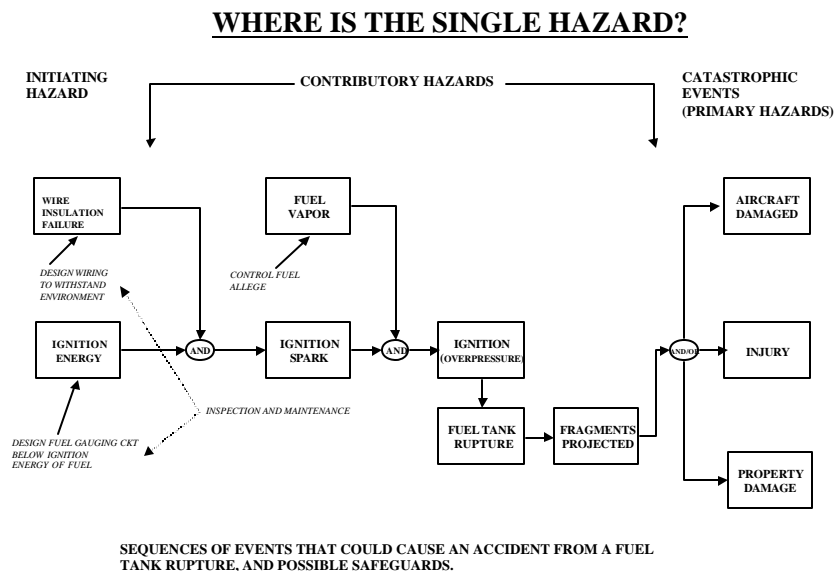 WHERE IS THE SINGLE HAZARD?
INITIATING
HAZARD
CONTRIBUTORY HAZARDS
CATASTROPHIC
EVENTS
(PRIMARY HAZARDS)
WIRE
INSULATION
FAILURE
FUEL
VAPOR
AIRCRAFT
DAMAGED
DESIGN WIRING
TO WITHSTAND
ENVIRONMENT
CONTROL FUEL
ALLEGE
IGNITION
ENERGY
AND
IGNITION
SPARK
AND
IGNITION
(OVERPRESSURE)
AND/OR
INJURY
INSPECTION AND MAINTENANCE
DESIGN FUEL GAUGING CKT
BELOW IGNITION
ENERGY OF FUEL
FUEL TANK
RUPTURE
FRAGMENTS
PROJECTED
PROPERTY
DAMAGE
SEQUENCES OF EVENTS THAT COULD CAUSE AN ACCIDENT FROM A FUEL
TANK RUPTURE, AND POSSIBLE SAFEGUARDS.